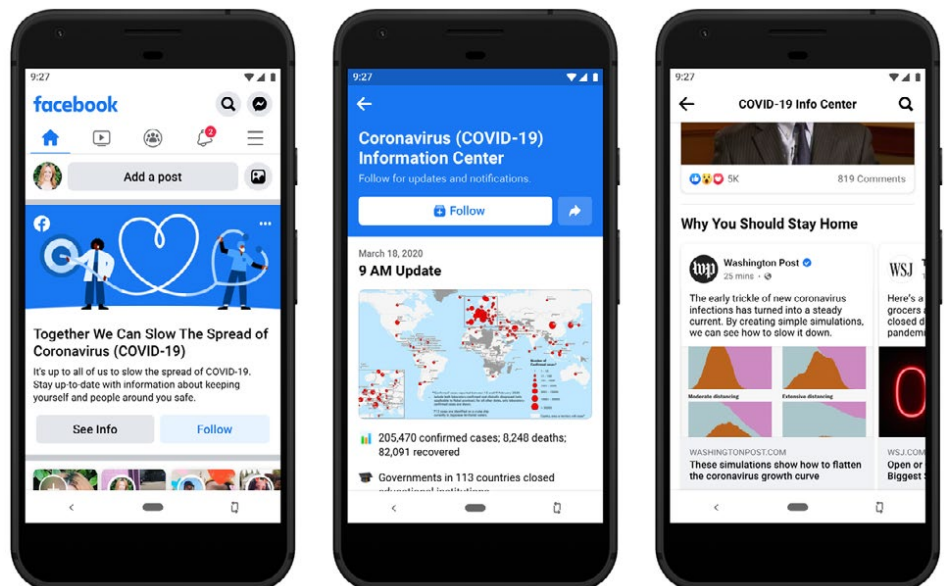 9:27
facebook
2
Add a post
Together We Can Slow The Spread of
Coronavirus (COVID-19)
It's up to all of us to slow the spread of COVID-19.
Stay up-to-date with information about keeping
yourself and people around you safe.
See Info
Follow
9:27
Coronavirus (COVID-19)
Information Center
Follow for updates and notifications.
Follow
March 18, 2020
9 AM Update
205,470 confirmed cases; 8,248 deaths;
82,091 recovered
Governments in 113 countries closed
educational institutions
9:27
COVID-19 Info Center
5K
819 Comments
Why You Should Stay Home
wp
Washington Post
25 mins
The early trickle of new coronavirus
infections has turned into a steady
current. By creating simple simulations,
we can see how to slow it down.
Moderate distancing
Extensive distancing
WASHINGTONPOST.COM
These simulations show how to flatten
the coronavirus growth curve
WSJ
Here's a
grocers
closed
pandem
WSJ.COM
Open or
Biggest